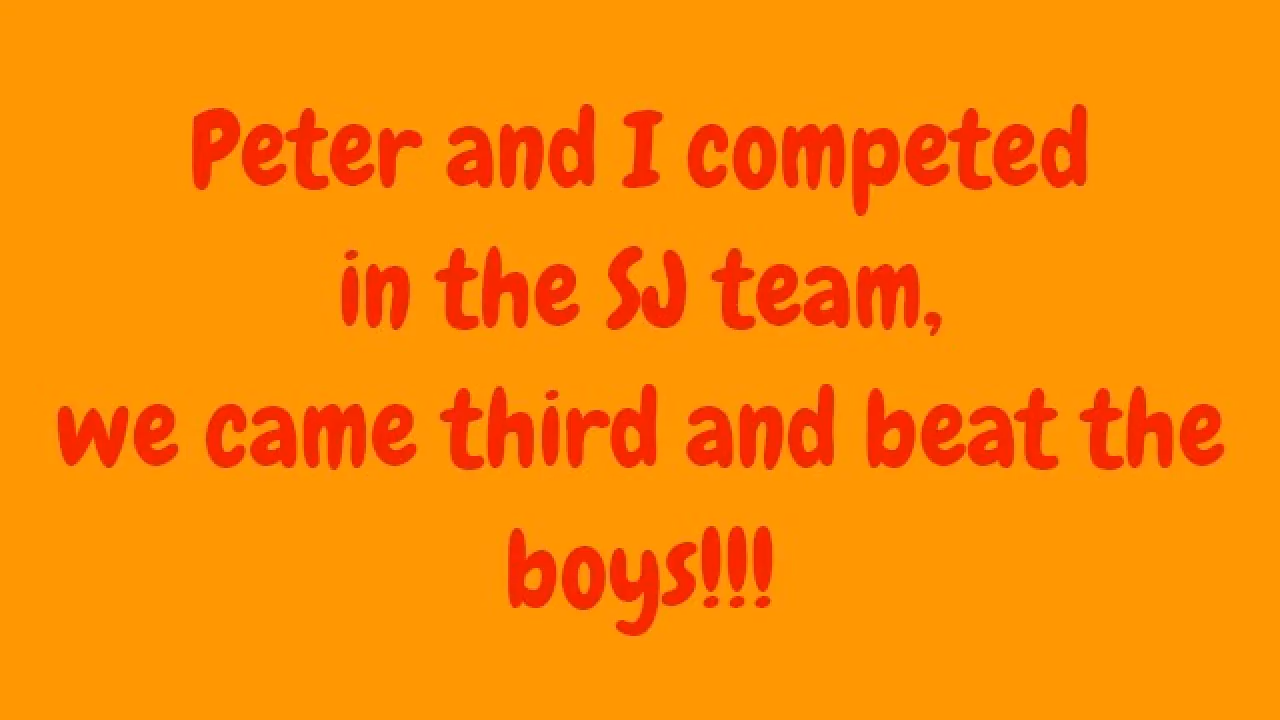 Peter and I competed
in the SJ team,
we came third and beat the
boys!!!